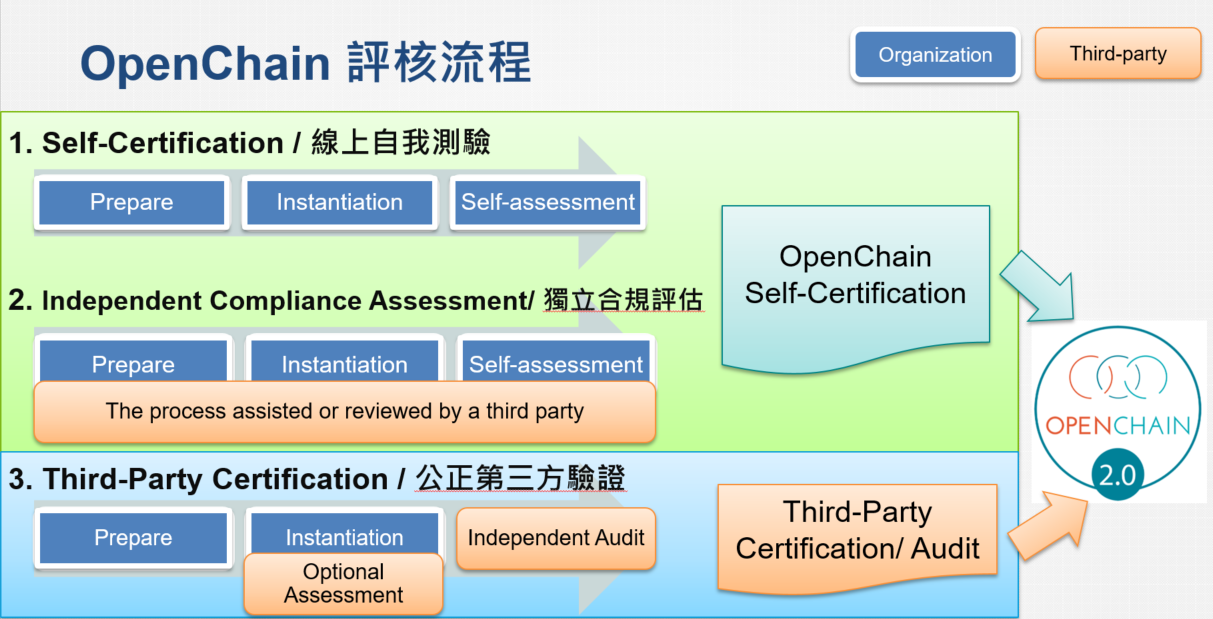 OpenChain 評核流程
Organization
Third-party
1. Self-Certification / 線上自我測驗
Prepare
Instantiation
Self-assessment
2. Independent Compliance Assessment/ 獨立合規評估
Prepare
Instantiation
Self-assessment
The process assisted or reviewed by a third party
OpenChain
Self-Certification
3. Third-Party Certification / 公正第三方驗證
Prepare
Instantiation
Independent Audit
Optional
Assessment
Third-Party
Certification/ Audit
OPENCHAIN
2.0